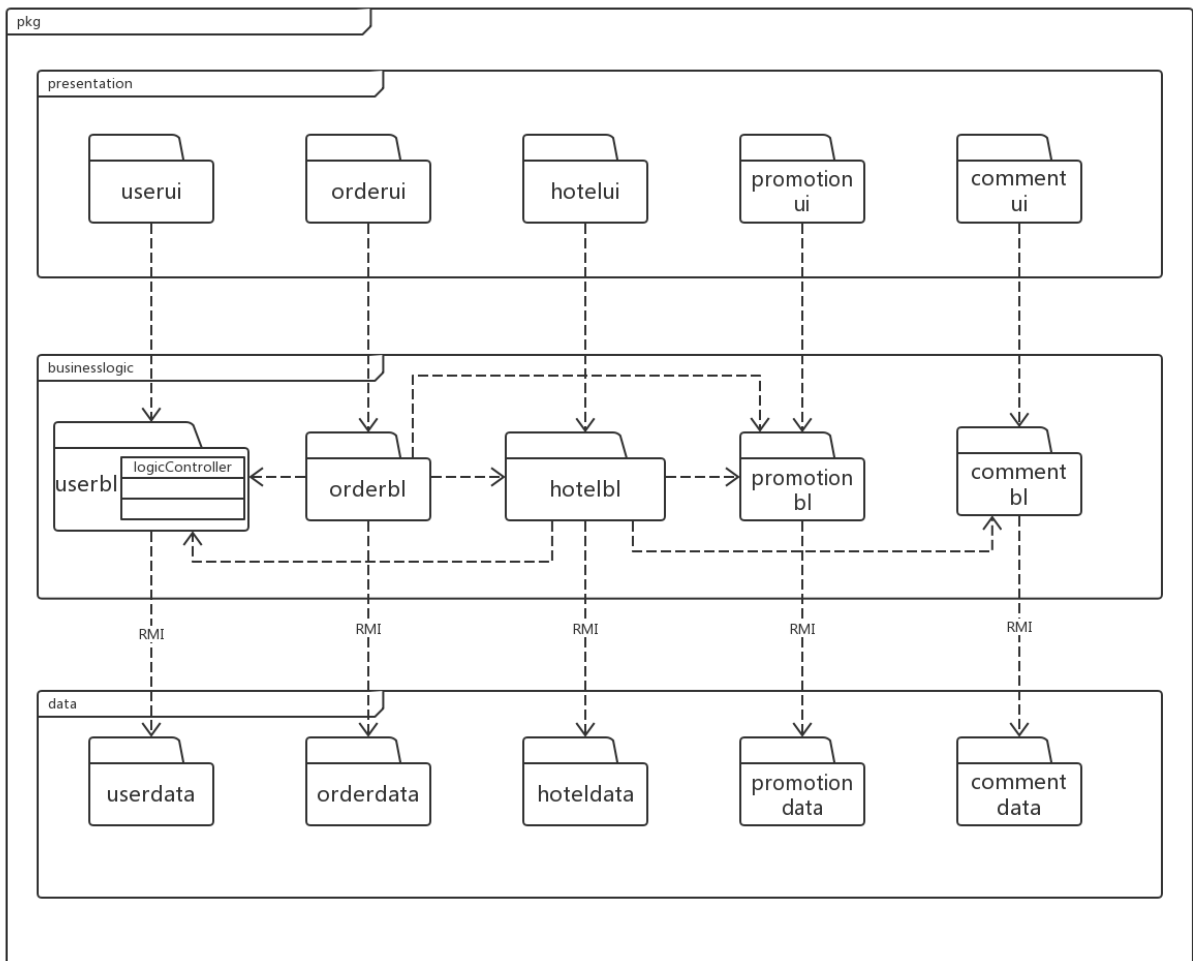 pkg
presentation
userui
orderui
hotelui
promotion
ui
comment
ui
businesslogic
userbl
logicController
orderbl
hotelbl
promotion
bl
comment
bl
RMI
RMI
RMI
RMI
RMI
data
userdata
orderdata
hoteldata
promotion
data
comment
data